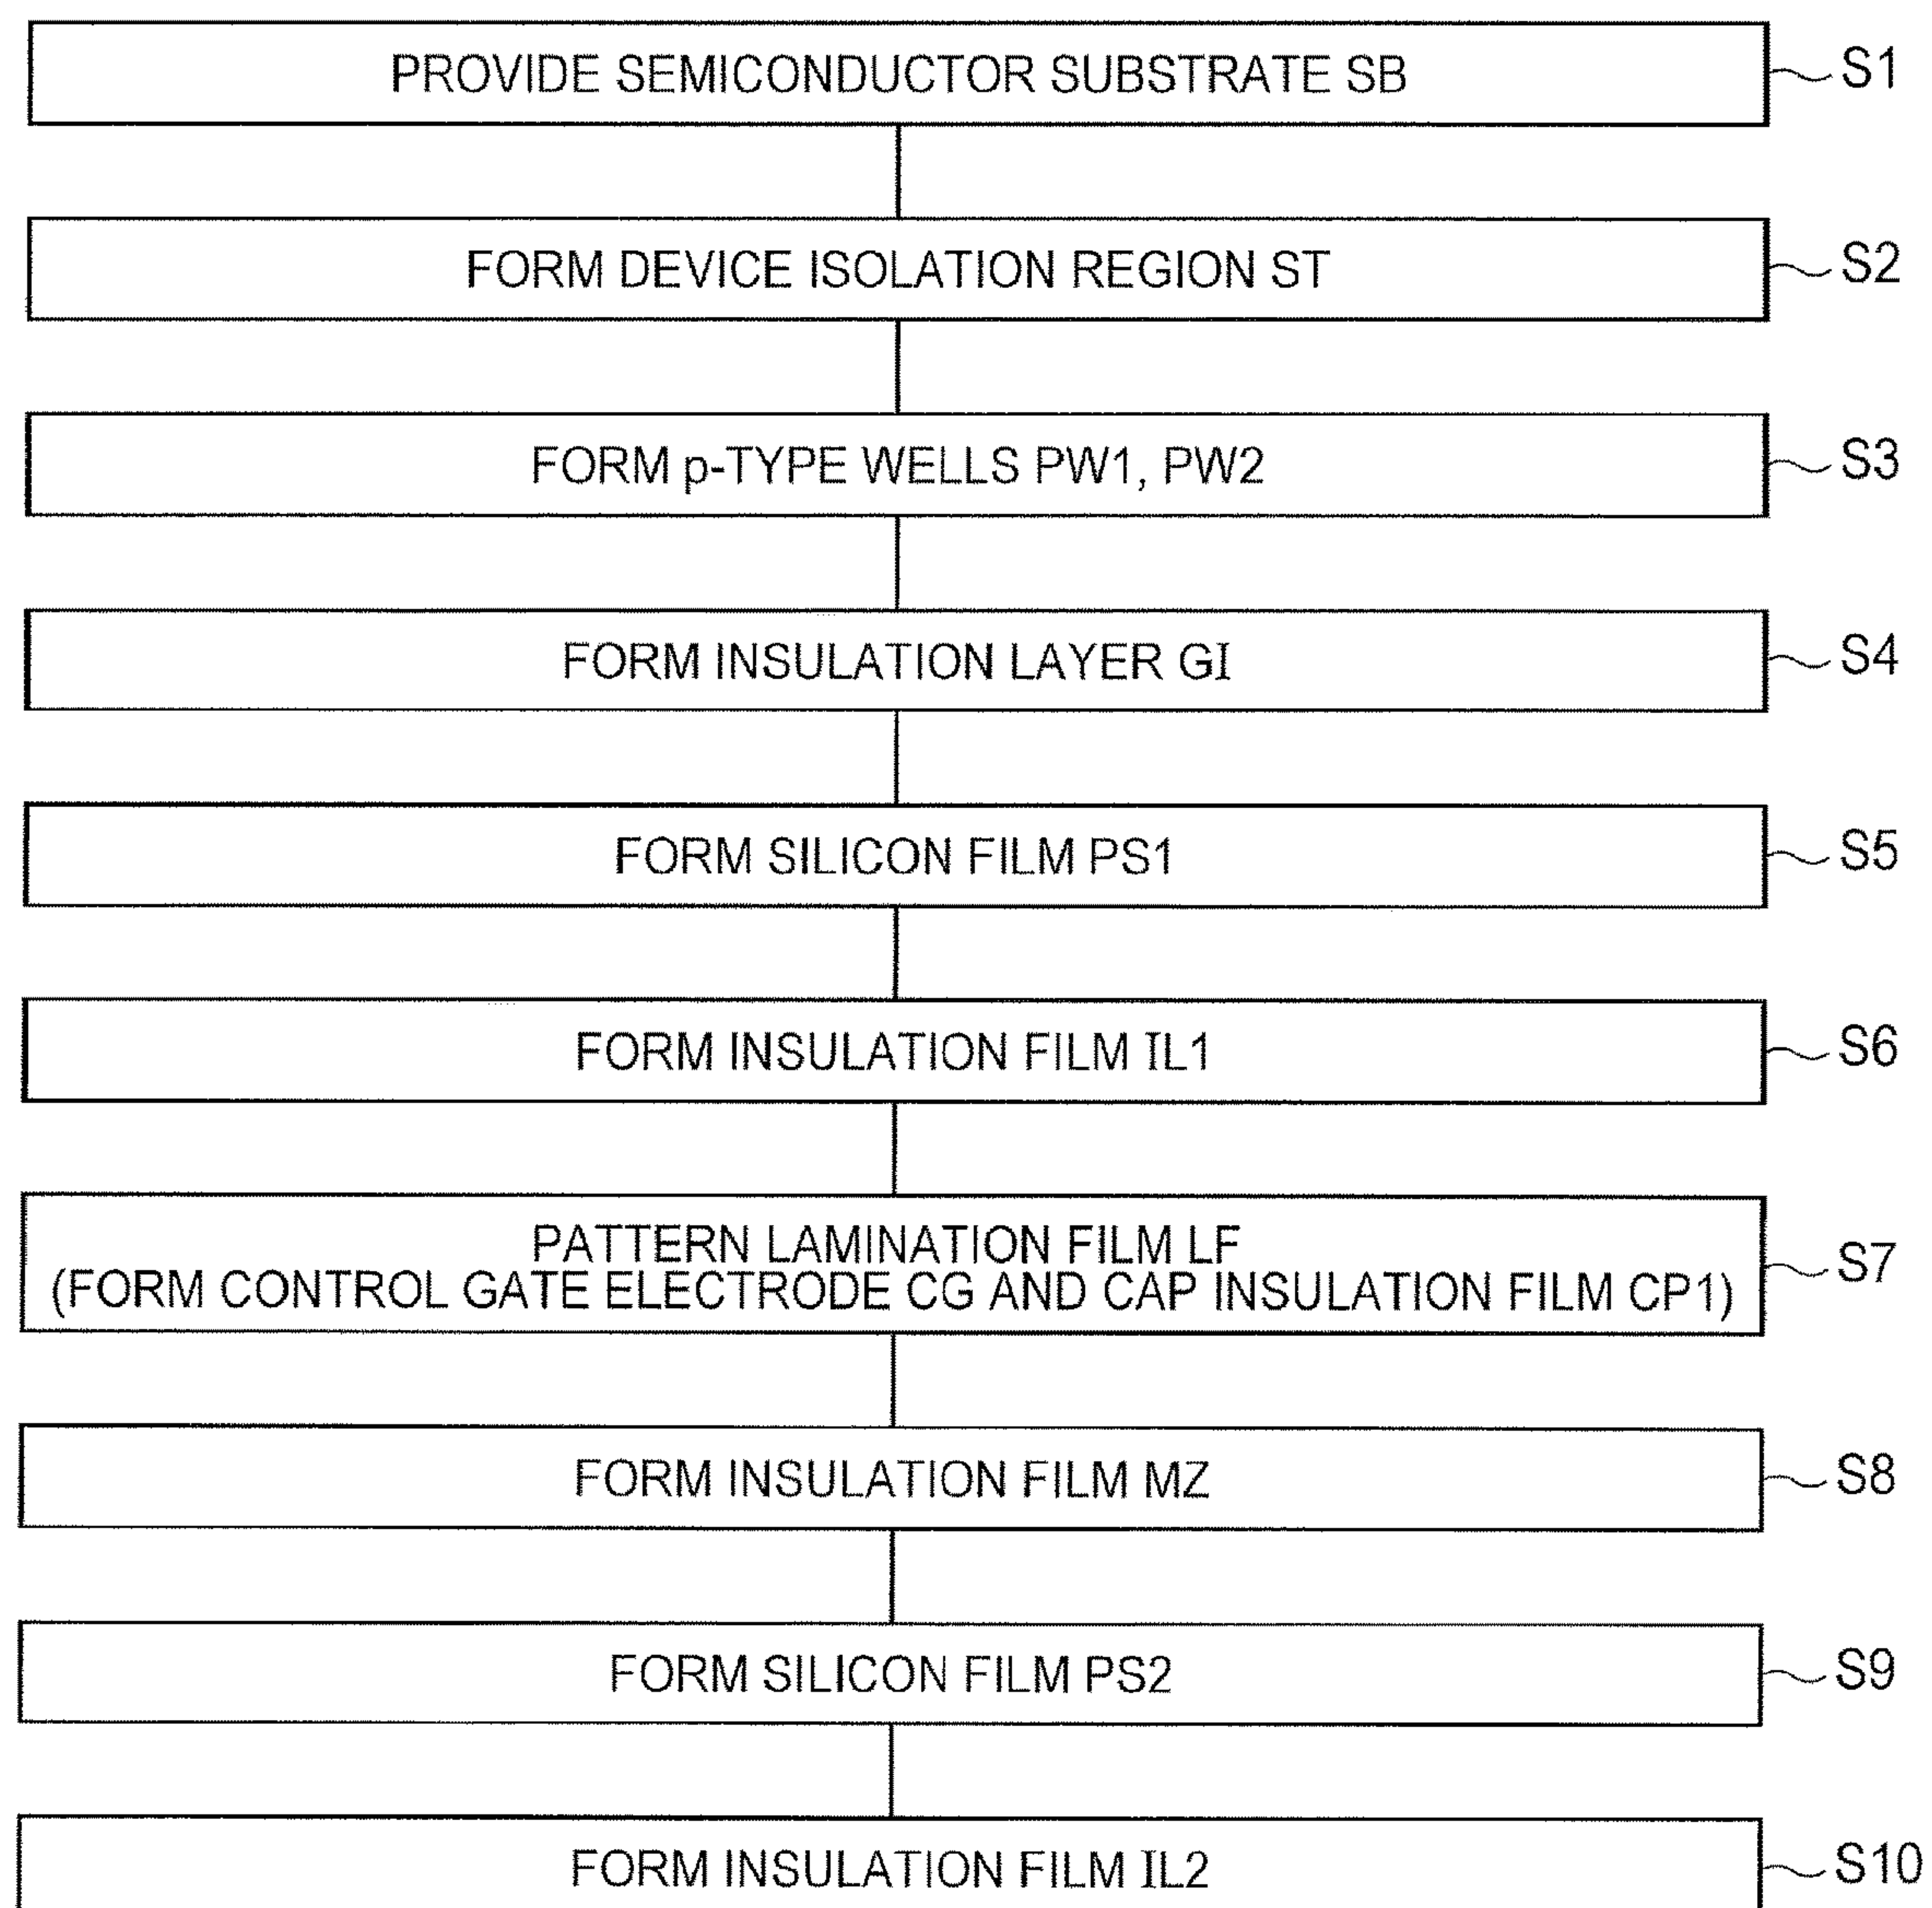 PROVIDE SEMICONDUCTOR SUBSTRATE SB
S1
FORM DEVICE ISOLATION REGION ST
S2
FORM p-TYPE WELLS PW1, PW2
S3
FORM INSULATION LAYER GI
S4
FORM SILICON FILM PS1
S5
FORM INSULATION FILM IL1
S6
PATTERN LAMINATION FILM LF
(FORM CONTROL GATE ELECTRODE CG AND CAP INSULATION FILM CP1)
S7
FORM INSULATION FILM MZ
S8
FORM SILICON FILM PS2
S9
FORM INSULATION FILM IL2
S10